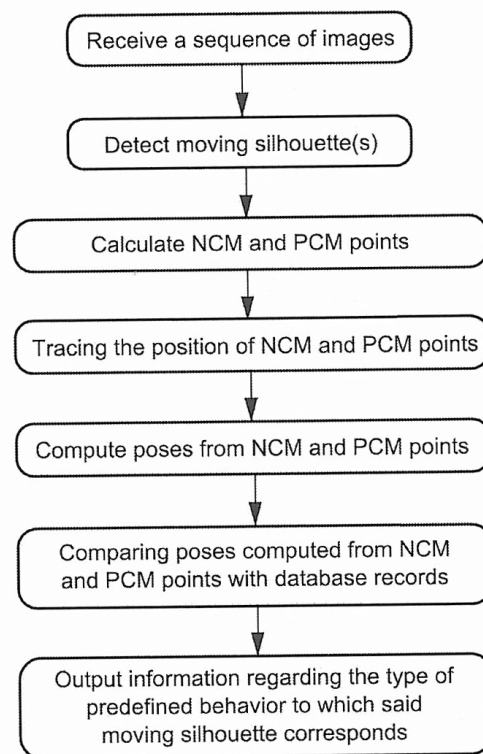 Receive a sequence of images
Detect moving silhouette(s)
Calculate NCM and PCM points
Tracing the position of NCM and PCM points
Compute poses from NCM and PCM points
Comparing poses computed from NCM
and PCM points with database records
Output information regarding the type of
predefined behavior to which said
moving silhouette corresponds